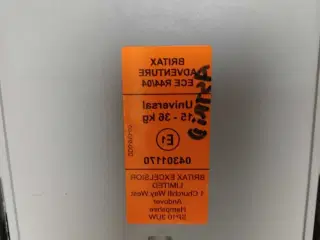 BRITAX
ADVENTURE
ECE R44/04
Universal
15 - 36 kg
E1
043011170
BRITAX EXCELSIOR
LIMITED
1 Churchill Way West
Andover
Hampshire
SP10 3UW